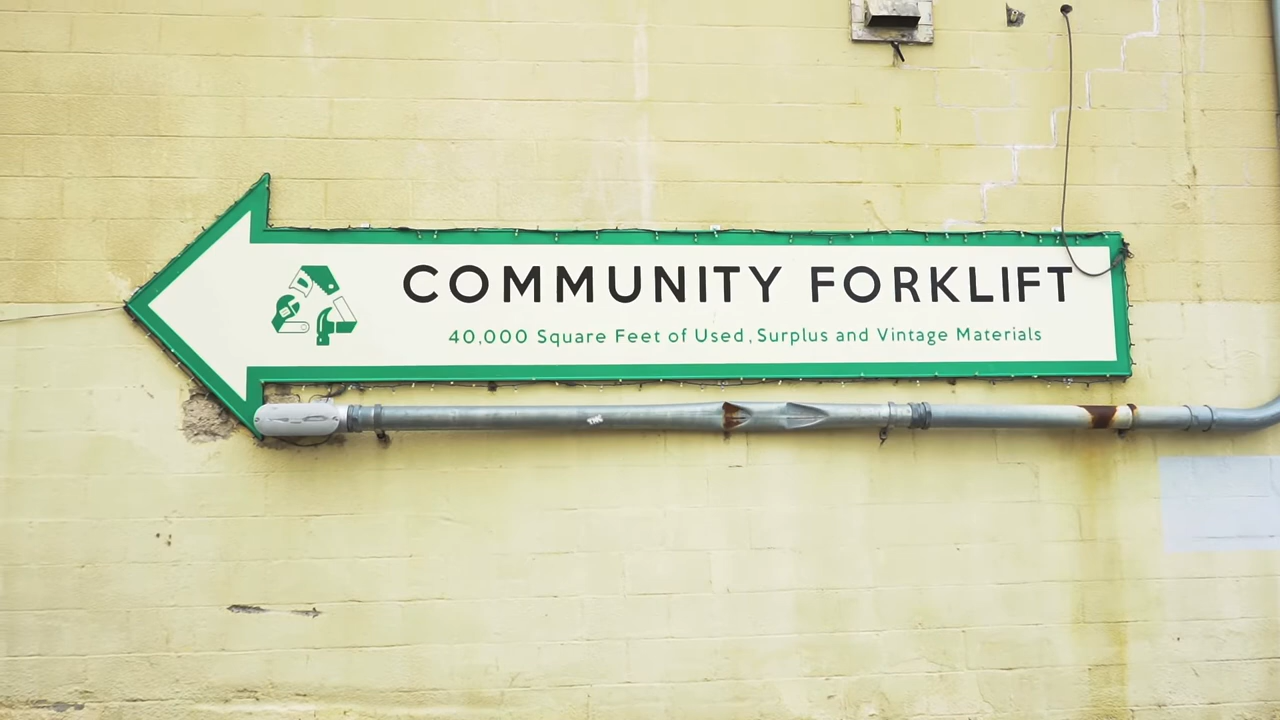 COMMUNITY FORKLIFT
40,000 Square Feet of Used, Surplus and Vintage Materials